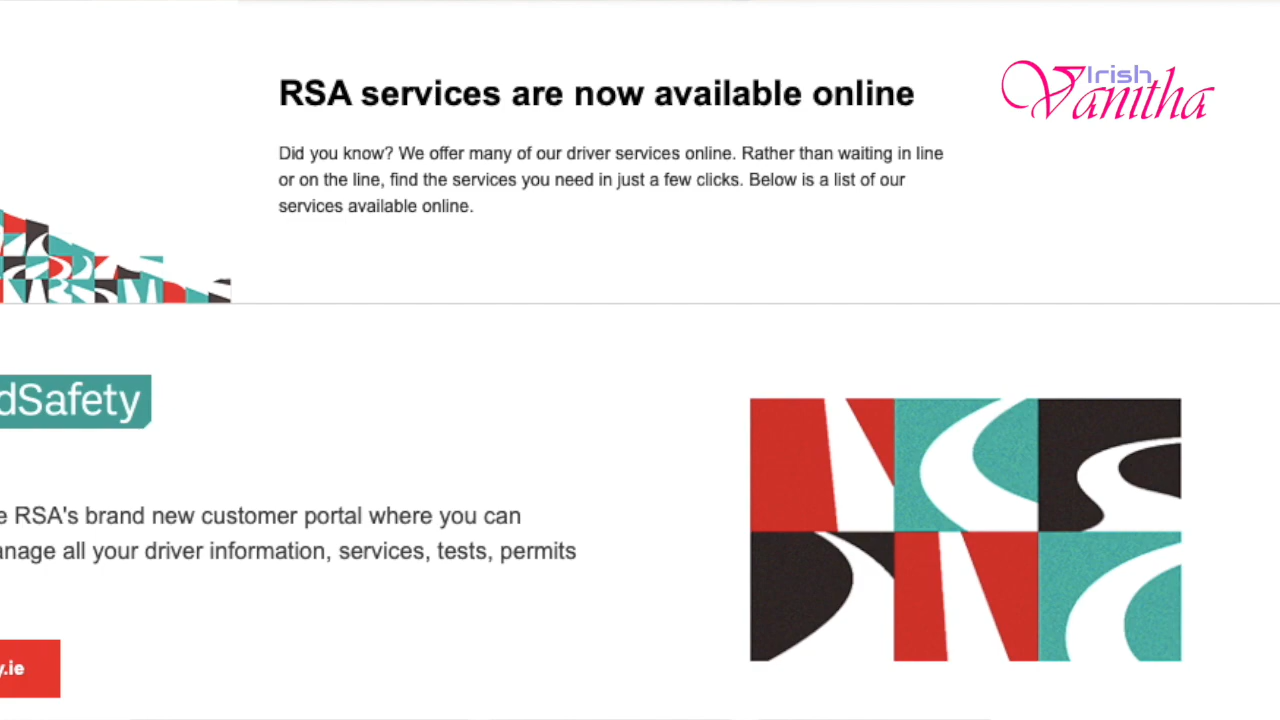 RSA services are now available online
Irish
Vanitha
Did you know? We offer many of our driver services online. Rather than waiting in line
or on the line, find the services you need in just a few clicks. Below is a list of our
services available online.
dSafety
e RSA's brand new customer portal where you can
anage all your driver information, services, tests, permits
y.ie